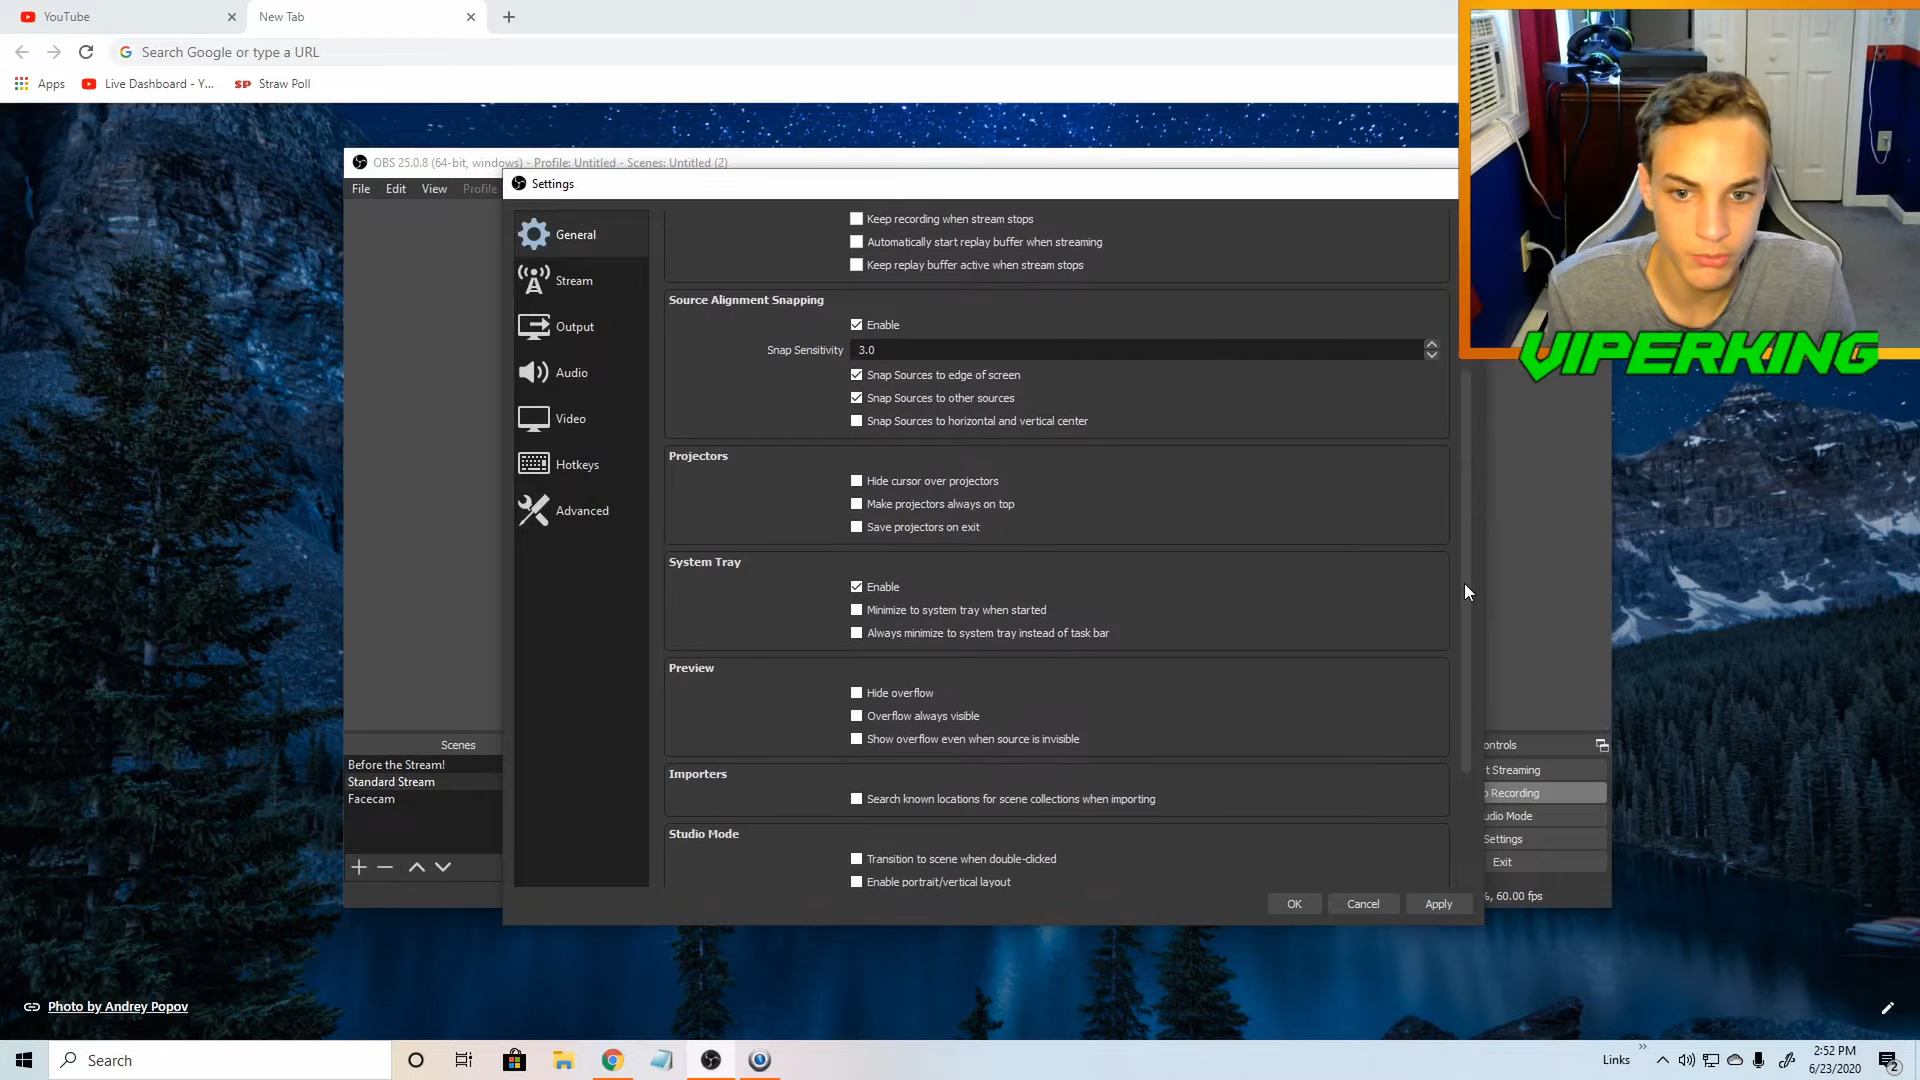 YouTube
New Tab
Search Google or type a URL
Apps
Live Dashboard - Y...
SP Straw Poll
OBS 25.0.8 (64-bit, windows) - Profile: Untitled - Scenes: Untitled (2)
File Edit View Profile
Settings
General
Stream
Output
Audio
Video
Hotkeys
Advanced
Keep recording when stream stops
Automatically start replay buffer when streaming
Keep replay buffer active when stream stops
Source Alignment Snapping
Enable
Snap Sensitivity 3.0
Snap Sources to edge of screen
Snap Sources to other sources
Snap Sources to horizontal and vertical center
Projectors
Hide cursor over projectors
Make projectors always on top
Save projectors on exit
System Tray
Enable
Minimize to system tray when started
Always minimize to system tray instead of task bar
Preview
Hide overflow
Overflow always visible
Show overflow even when source is invisible
Importers
Search known locations for scene collections when importing
Studio Mode
Transition to scene when double-clicked
Enable portrait/vertical layout
OK Cancel Apply
Scenes
Before the Stream!
Standard Stream
Facecam
ontrols
t Streaming
Recording
udio Mode
Settings
Exit
%, 60.00 fps
VIPERKING
Photo by Andrey Popov
Search
Links
2:52 PM
6/23/2020
2